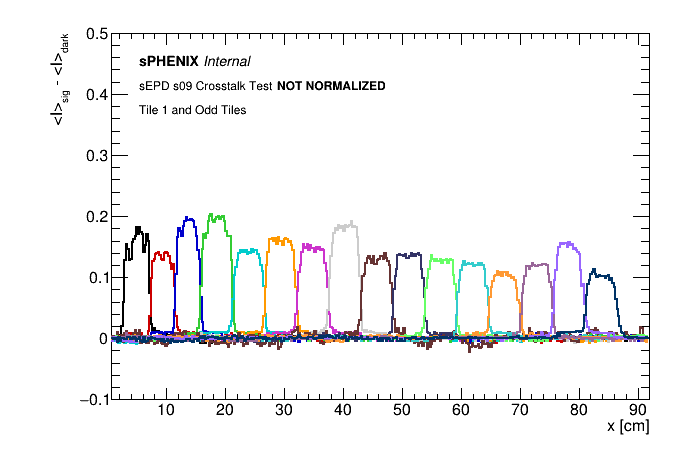 0.5
sPHENIX Internal
<I>sig - <I>dark
sEPD s09 Crosstalk Test NOT NORMALIZED
0.4
Tile 1 and Odd Tiles
0.3
0.2
0.1
0
−0.1
10 20 30 40 50 60 70 80 90
x [cm]